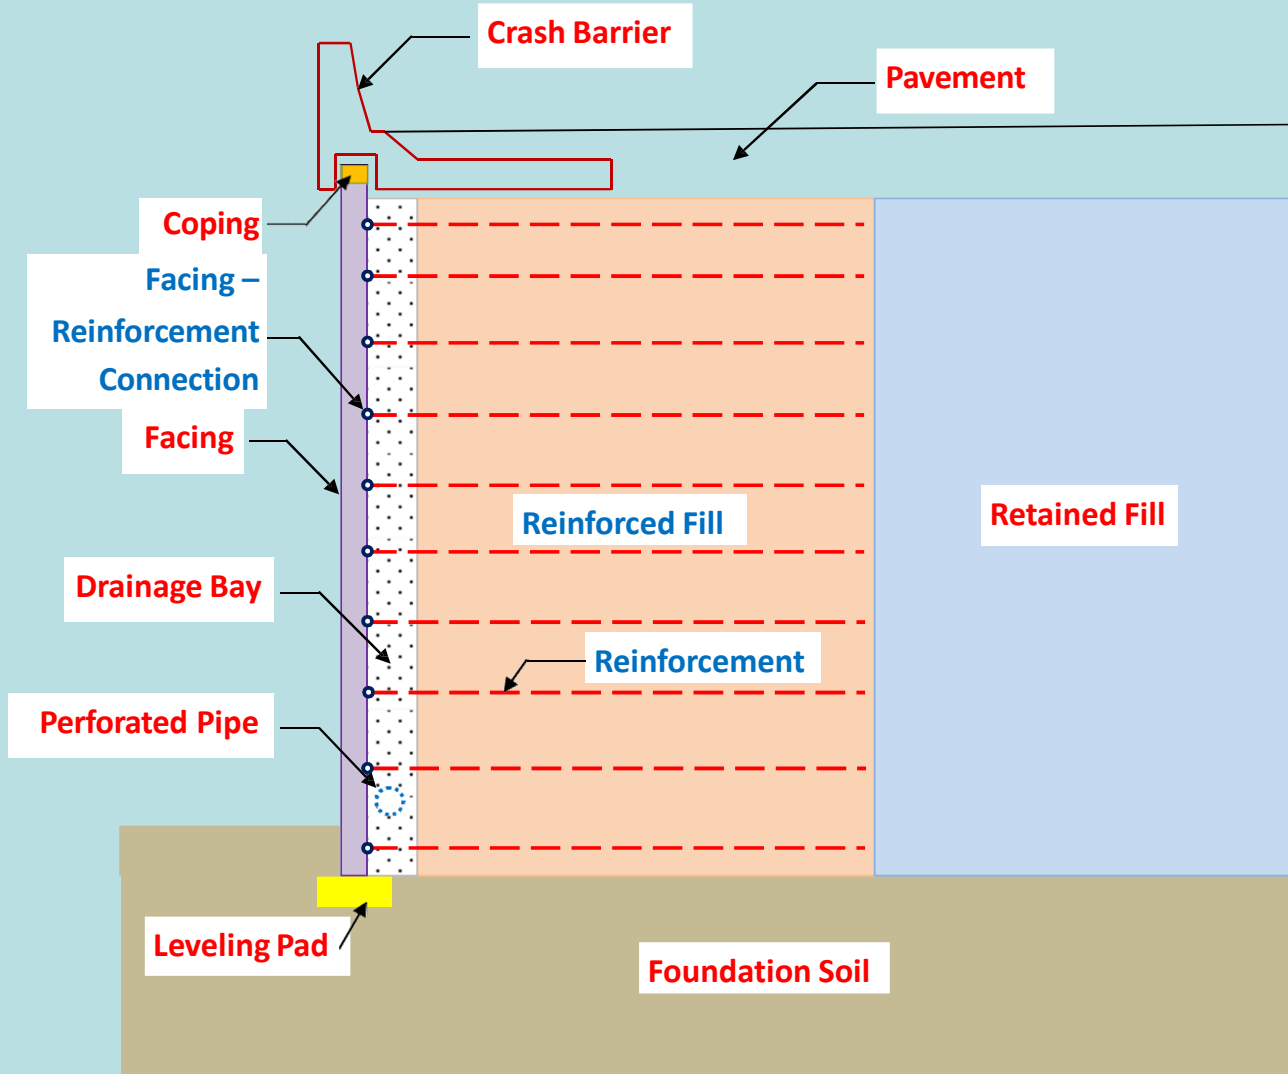 Crash Barrier
Pavement
Coping
Facing –
Reinforcement
Connection
Facing
Reinforced Fill
Retained Fill
Drainage Bay
Reinforcement
Perforated Pipe
Leveling Pad
Foundation Soil